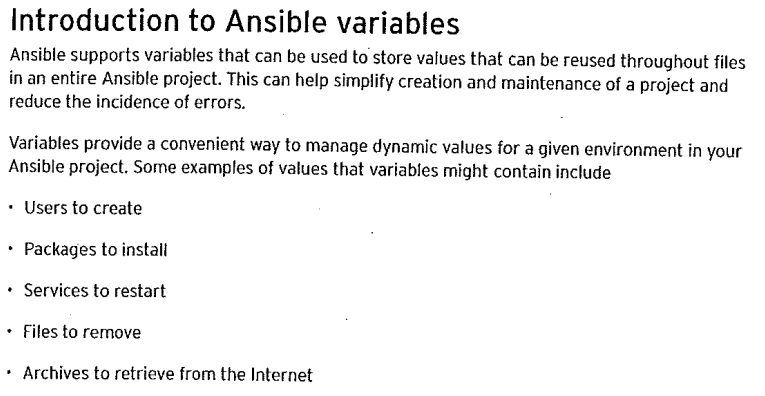 Introduction to Ansible variables
Ansible supports variables that can be used to store values that can be reused throughout files
in an entire Ansible project. This can help simplify creation and maintenance of a project and
reduce the incidence of errors.
Variables provide a convenient way to manage dynamic values for a given environment in your
Ansible project. Some examples of values that variables might contain include
• Users to create
• Packages to install
• Services to restart
• Files to remove
• Archives to retrieve from the Internet